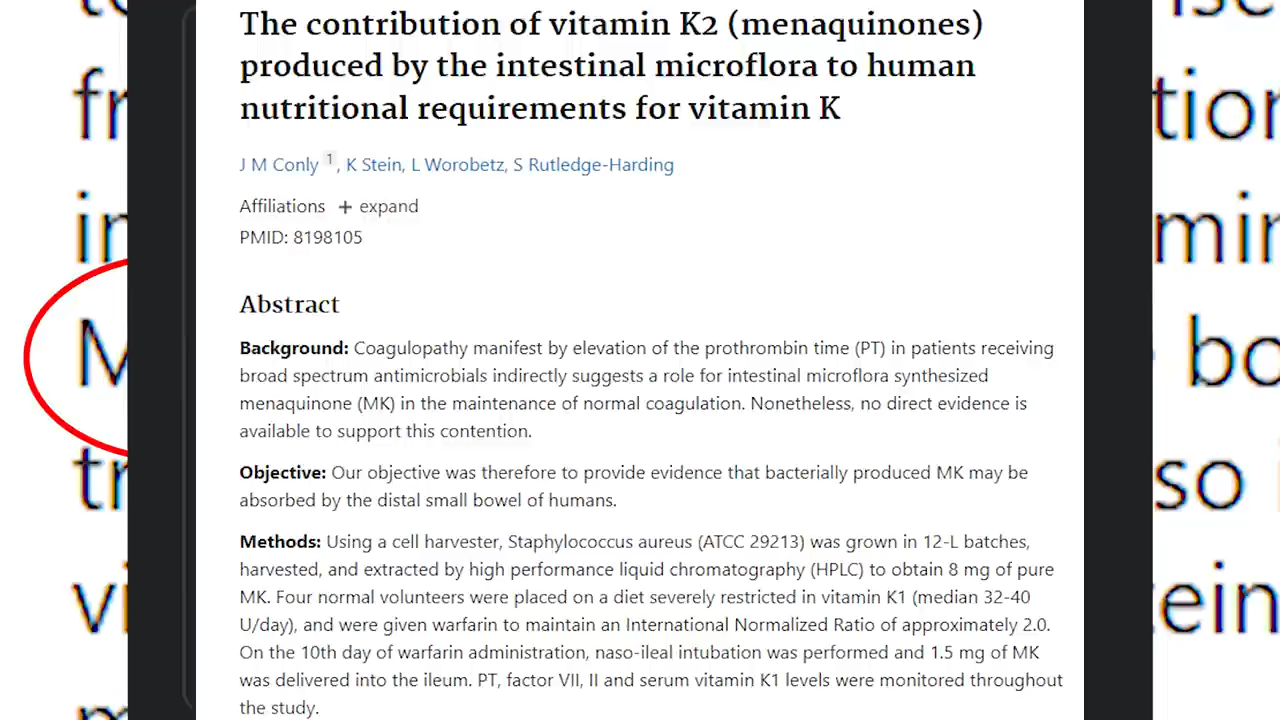 The contribution of vitamin K2 (menaquinones)
produced by the intestinal microflora to human
nutritional requirements for vitamin K
J M Conly 1, K Stein, L Worobetz, S Rutledge-Harding
Affiliations + expand
PMID: 8198105
Abstract
Background: Coagulopathy manifest by elevation of the prothrombin time (PT) in patients receiving
broad spectrum antimicrobials indirectly suggests a role for intestinal microflora synthesized
menaquinone (MK) in the maintenance of normal coagulation. Nonetheless, no direct evidence is
available to support this contention.
Objective: Our objective was therefore to provide evidence that bacterially produced MK may be
absorbed by the distal small bowel of humans.
Methods: Using a cell harvester, Staphylococcus aureus (ATCC 29213) was grown in 12-L batches,
harvested, and extracted by high performance liquid chromatography (HPLC) to obtain 8 mg of pure
MK. Four normal volunteers were placed on a diet severely restricted in vitamin K1 (median 32-40
U/day), and were given warfarin to maintain an International Normalized Ratio of approximately 2.0.
On the 10th day of warfarin administration, naso-ileal intubation was performed and 1.5 mg of MK
was delivered into the ileum. PT, factor VII, II and serum vitamin K1 levels were monitored throughout
the study.